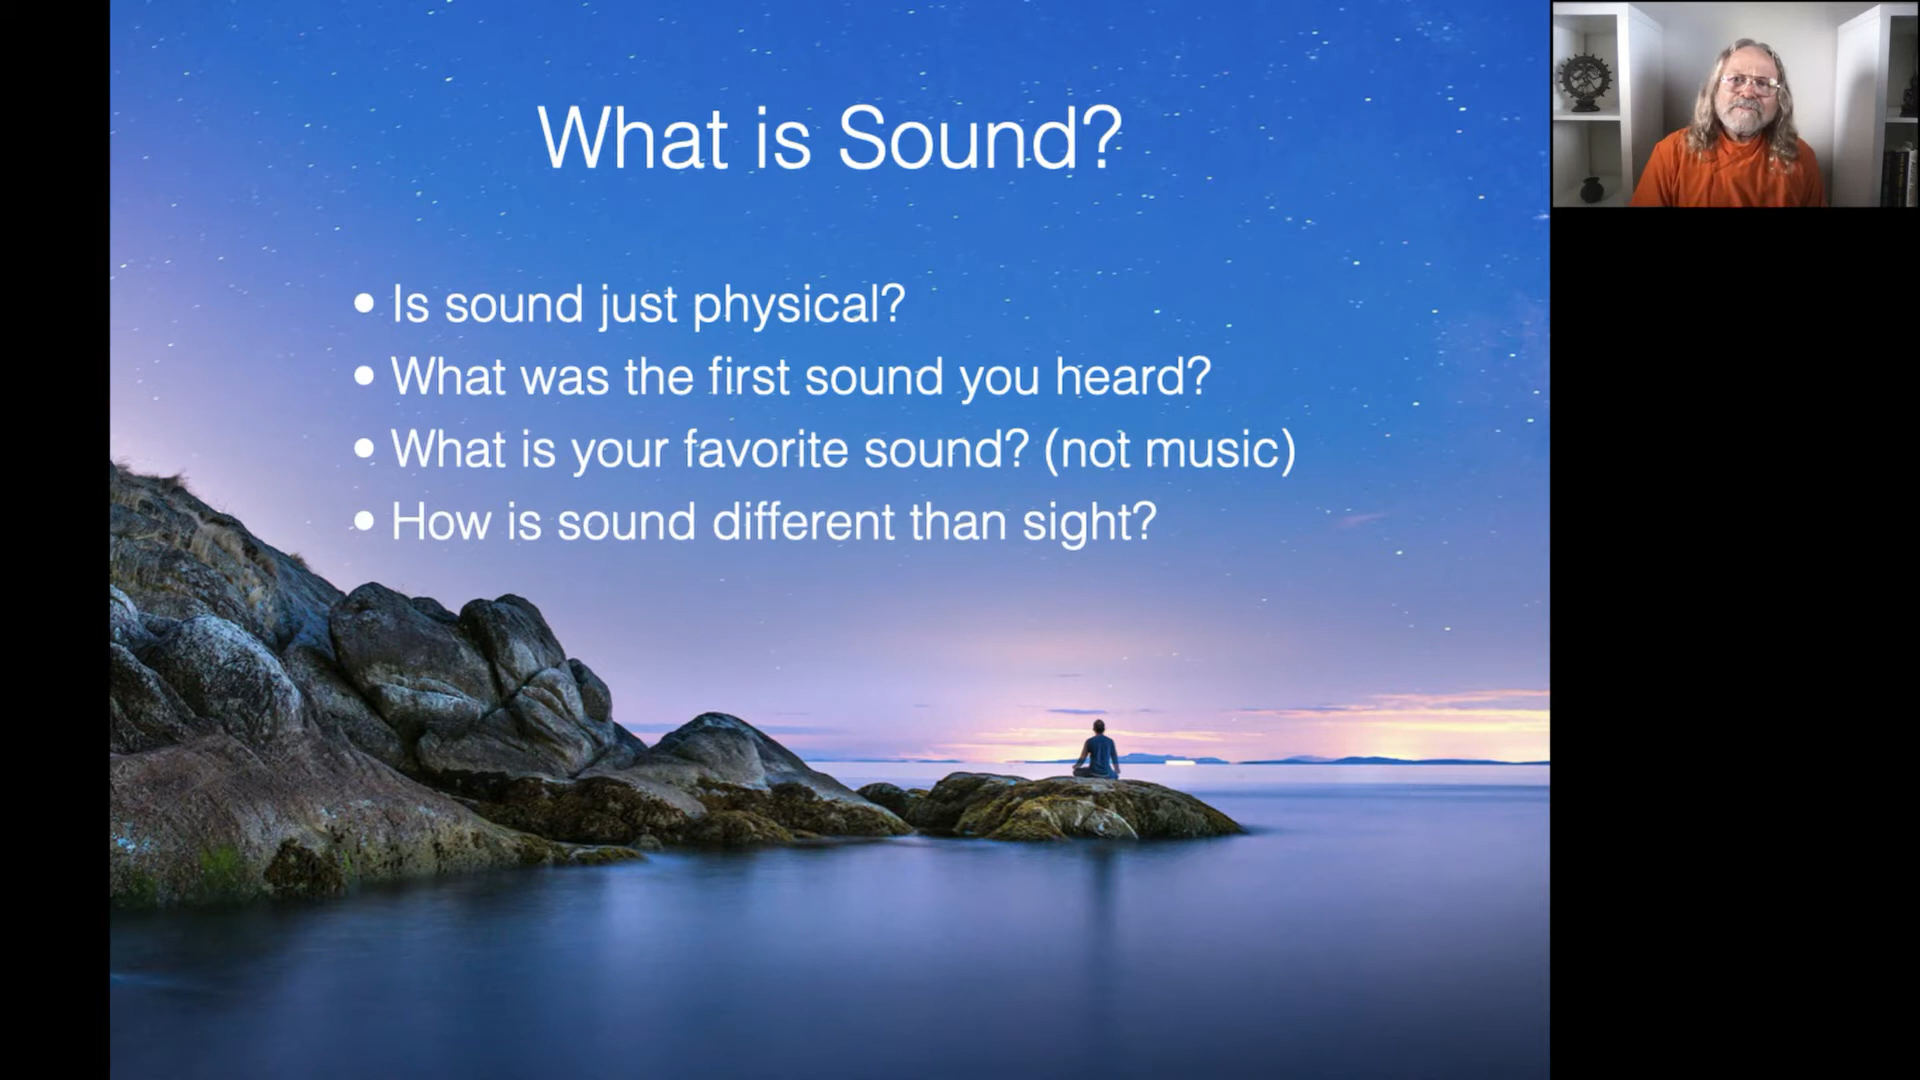 What is Sound?
• Is sound just physical?
• What was the first sound you heard?
• What is your favorite sound? (not music)
• How is sound different than sight?